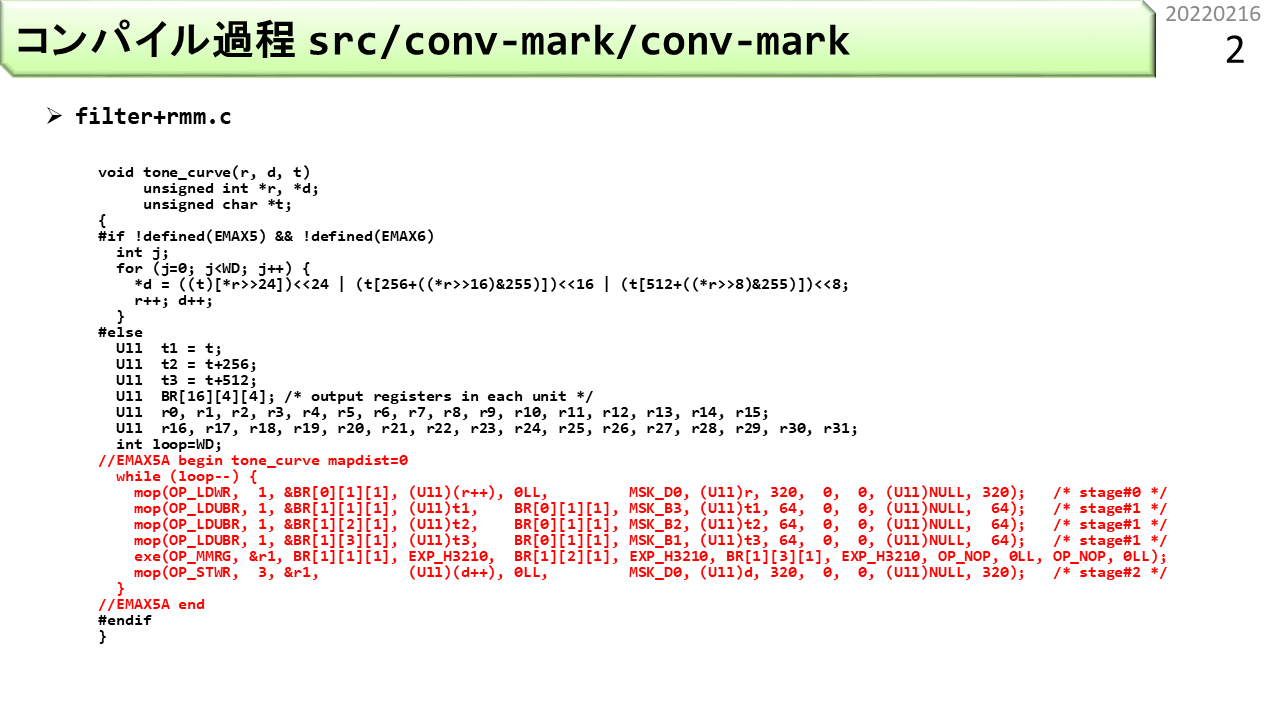 コンパイル過程 src/conv-mark/conv-mark
20220216
2
➢ filter+rmm.c
void tone_curve(r, d, t)
     unsigned int *r, *d;
     unsigned char *t;
{
#if !defined(EMAX5) && !defined(EMAX6)
  int j;
  for (j=0; j<WD; j++) {
    *d = ((t)[*r>>24])<<24 | (t[256+((*r>>16)&255)])<<16 | (t[512+((*r>>8)&255)])<<8;
    r++; d++;
  }
#else
  Ull  t1 = t;
  Ull  t2 = t+256;
  Ull  t3 = t+512;
  Ull  BR[16][4][4]; /* output registers in each unit */
  Ull  r0, r1, r2, r3, r4, r5, r6, r7, r8, r9, r10, r11, r12, r13, r14, r15;
  Ull  r16, r17, r18, r19, r20, r21, r22, r23, r24, r25, r26, r27, r28, r29, r30, r31;
  int loop=WD;
//EMAX5A begin tone_curve mapdist=0
  while (loop--) {
    mop(OP_LDWR,  1, &BR[0][1][1], (Ull)(r++), 0LL,         MSK_D0, (Ull)r, 320,  0,  0, (Ull)NULL, 320);   /* stage#0 */
    mop(OP_LDUBR, 1, &BR[1][1][1], (Ull)t1,    BR[0][1][1], MSK_B3, (Ull)t1, 64,  0,  0, (Ull)NULL,  64);   /* stage#1 */
    mop(OP_LDUBR, 1, &BR[1][2][1], (Ull)t2,    BR[0][1][1], MSK_B2, (Ull)t2, 64,  0,  0, (Ull)NULL,  64);   /* stage#1 */
    mop(OP_LDUBR, 1, &BR[1][3][1], (Ull)t3,    BR[0][1][1], MSK_B1, (Ull)t3, 64,  0,  0, (Ull)NULL,  64);   /* stage#1 */
    exe(OP_MMRG,  &r1, BR[1][1][1], EXP_H3210,  BR[1][2][1], EXP_H3210, BR[1][3][1], EXP_H3210, OP_NOP, 0LL, OP_NOP, 0LL);
    mop(OP_STWR,  3, &r1,          (Ull)(d++), 0LL,         MSK_D0, (Ull)d, 320,  0,  0, (Ull)NULL, 320);   /* stage#2 */
  }
//EMAX5A end
#endif
}